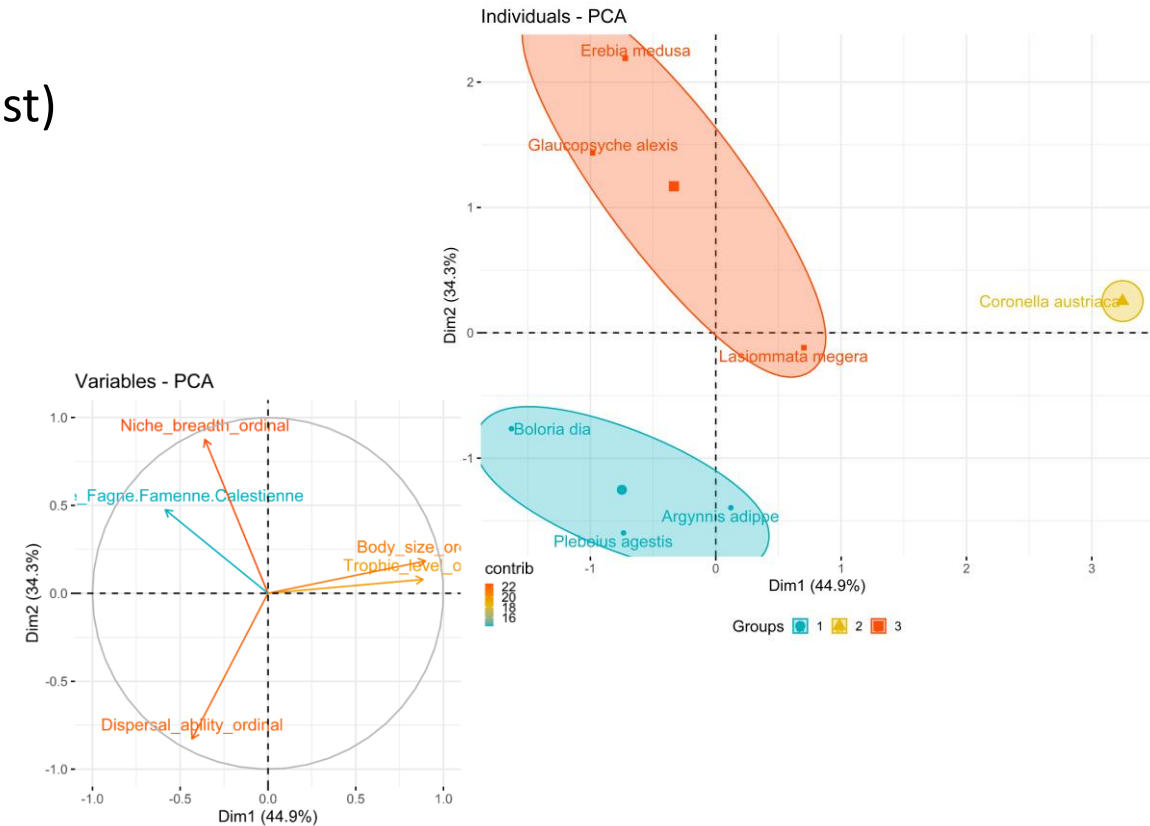 st)
Individuals - PCA
Erebia medusa
Glaucopsyche alexis
Coronella austriaca
Lasiommata megera
Boloria dia
Argynnis adippe
Plebeius agestis
2
1
0
-1
Dim2 (34.3%)
-1
0
1
2
3
Dim1 (44.9%)
Groups 1 2 3
Variables - PCA
Niche_breadth_ordinal
_Fagne.Famenne.Calestienne
Body_size_or
Trophic_level_o
Dispersal_ability_ordinal
1.0
0.5
0.0
-0.5
-1.0
Dim2 (34.3%)
-1.0
-0.5
0.0
0.5
1.0
Dim1 (44.9%)
contrib
22
20
18
16